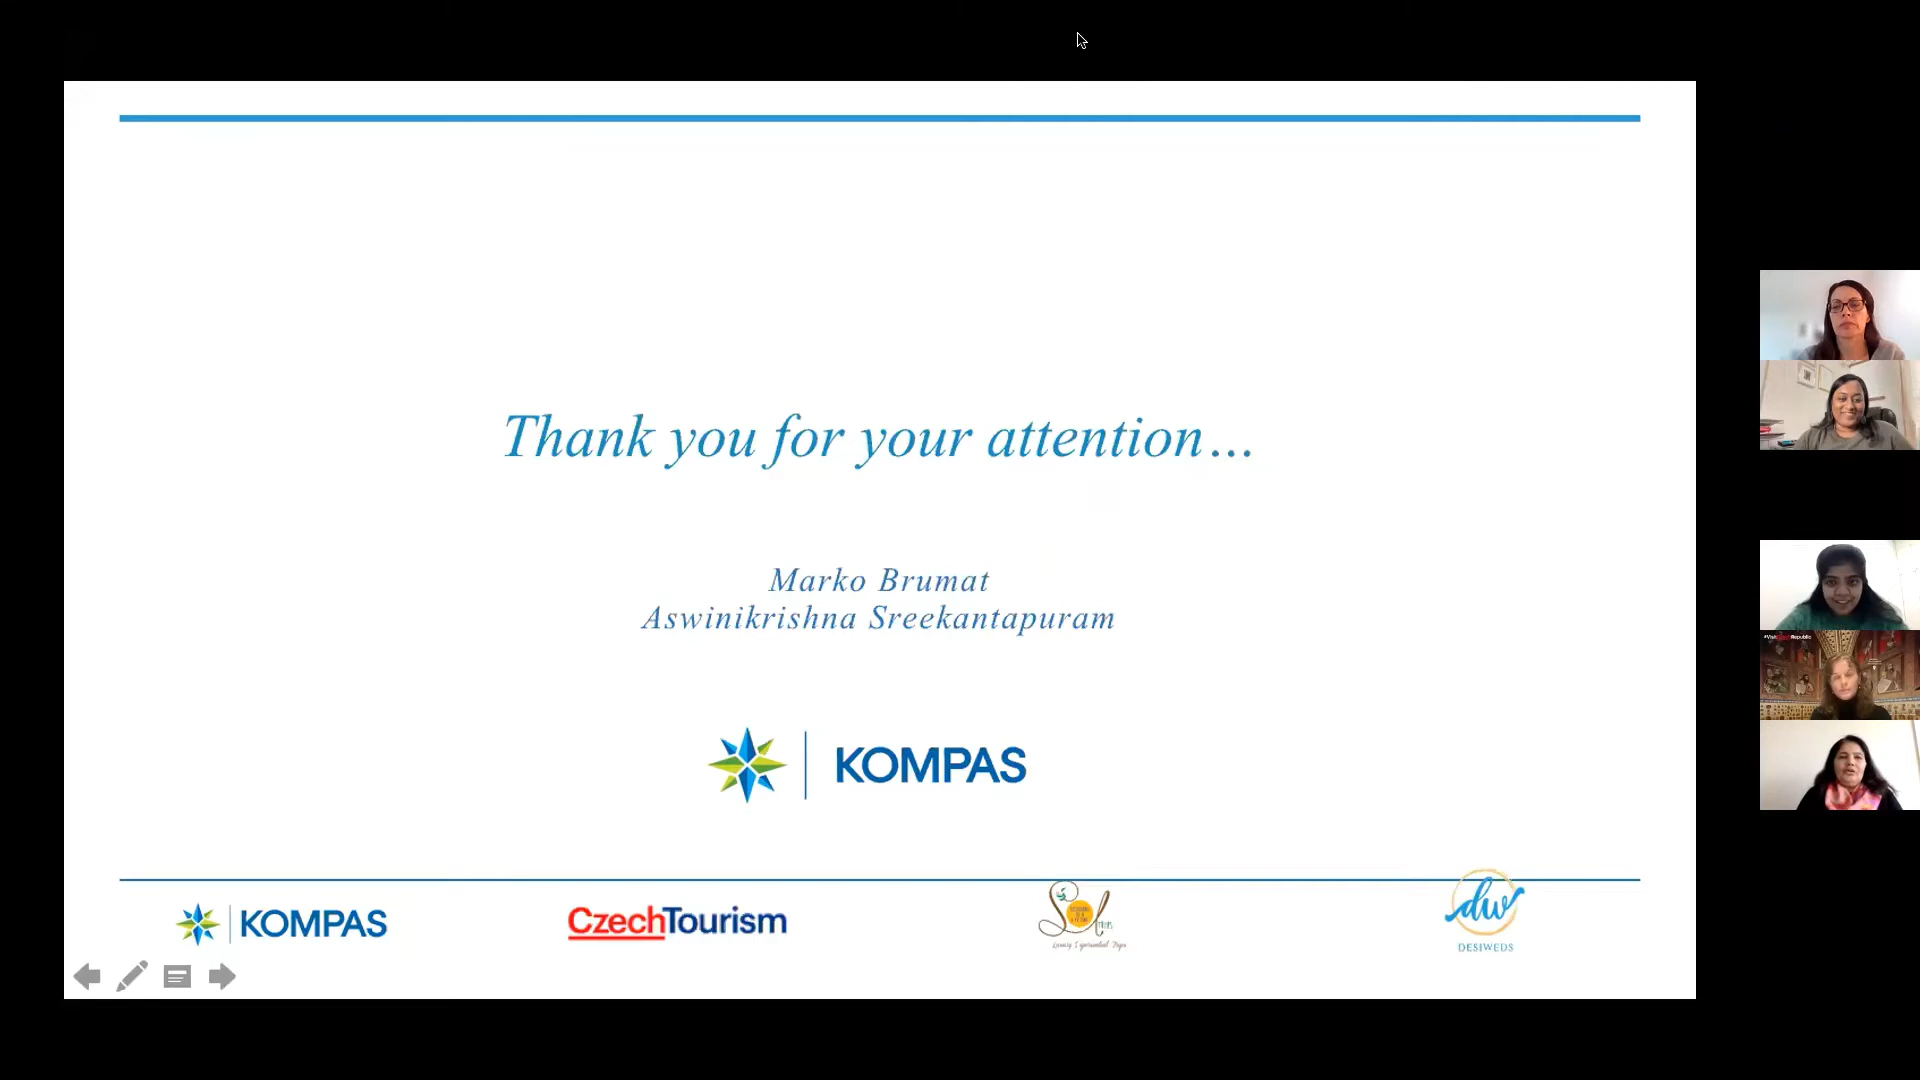 Thank you for your attention...
Marko Brumat
Aswinikrishna Sreekantapuram
KOMPAS
KOMPAS
CzechTourism
dw
DESIWEDS